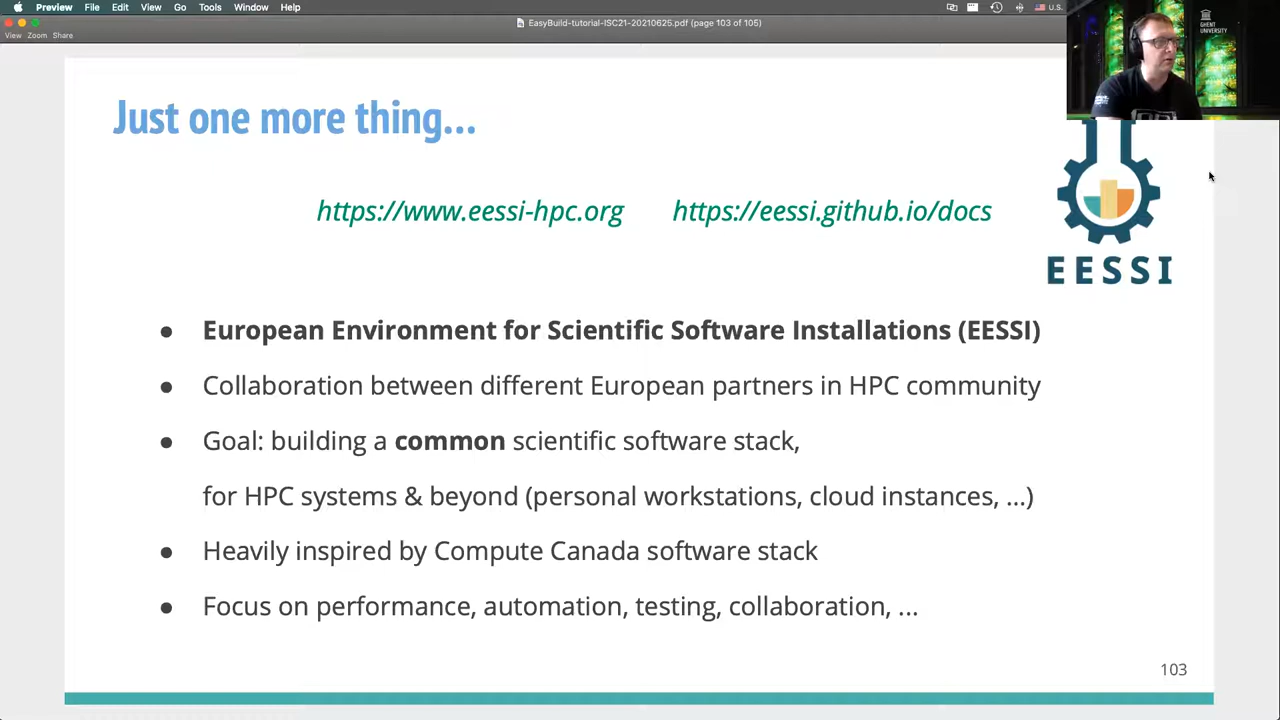 Preview File Edit View Go Tools Window Help U.S.
EasyBuild-tutorial-ISC21-20210625.pdf (page 103 of 105)
View Zoom Share
GHENT
UNIVERSITY
Just one more thing...
https://www.eessi-hpc.org https://eessi.github.io/docs
EESSI
● European Environment for Scientific Software Installations (EESSI)
● Collaboration between different European partners in HPC community
● Goal: building a common scientific software stack,
for HPC systems & beyond (personal workstations, cloud instances, ...)
● Heavily inspired by Compute Canada software stack
● Focus on performance, automation, testing, collaboration, ...
103